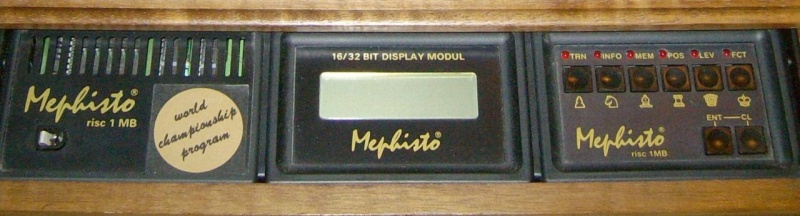 Mephisto®
risc 1 MB
world
championship
program
16/32 BIT DISPLAY MODUL
Mephisto®
TRN INFO MEM POS LEV FCT
ENT CL
Mephisto®
risc 1MB